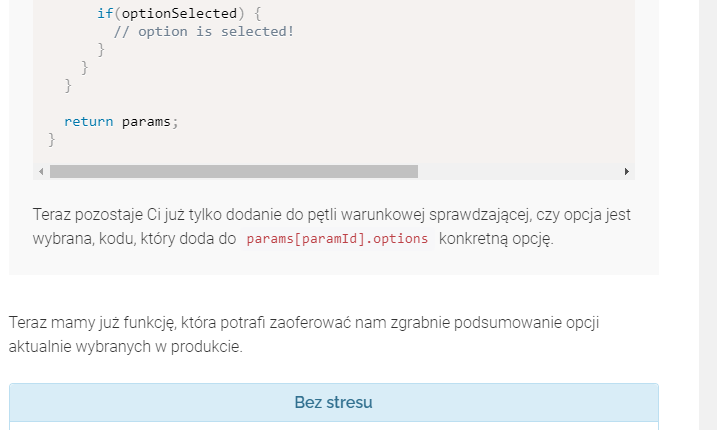 if(optionSelected) {
// option is selected!
}
}
}
return params;
}
Teraz pozostaje Ci już tylko dodanie do pętli warunkowej sprawdzającej, czy opcja jest
wybrana, kodu, który doda do params[paramId].options konkretną opcję.
Teraz mamy już funkcję, która potrafi zaoferować nam zgrabnie podsumowanie opcji
aktualnie wybranych w produkcie.
Bez stresu